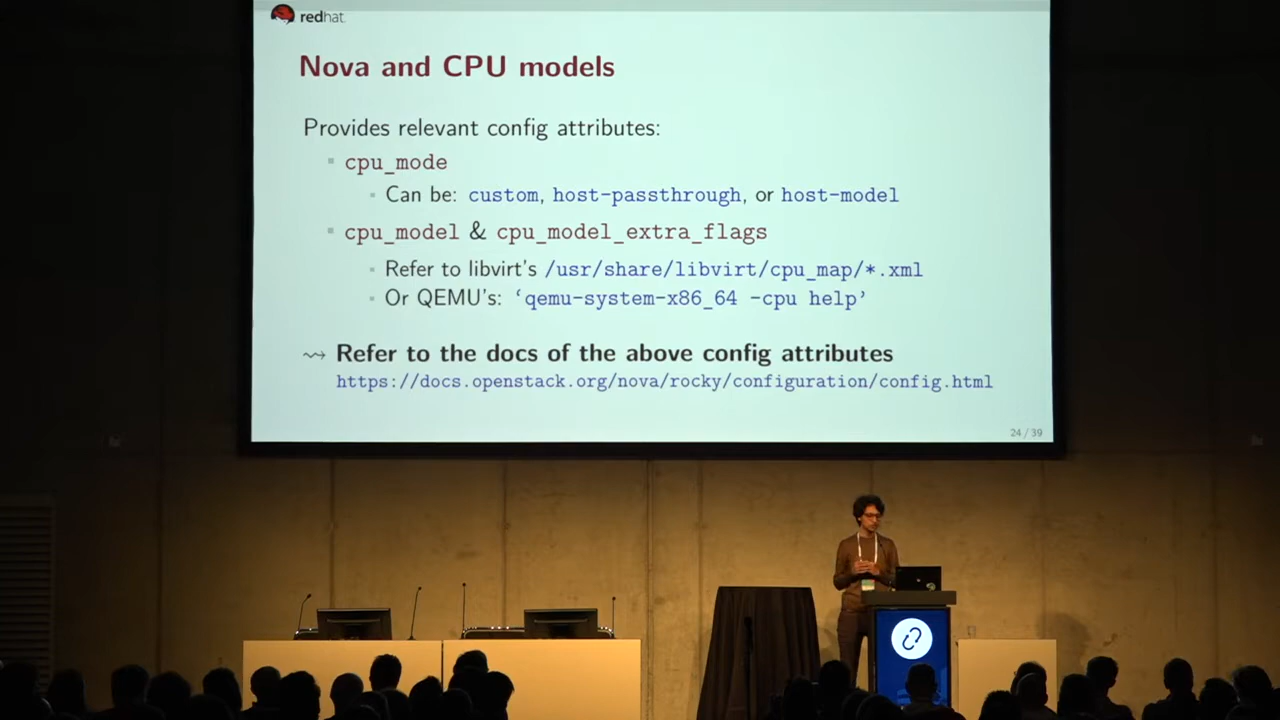 redhat.
Nova and CPU models
Provides relevant config attributes:
cpu_mode
Can be: custom, host-passthrough, or host-model
cpu_model & cpu_model_extra_flags
Refer to libvirt's /usr/share/libvirt/cpu_map/*.xml
Or QEMU's: ‘qemu-system-x86_64 -cpu help’
⇝ Refer to the docs of the above config attributes
https://docs.openstack.org/nova/rocky/configuration/config.html
24 / 39